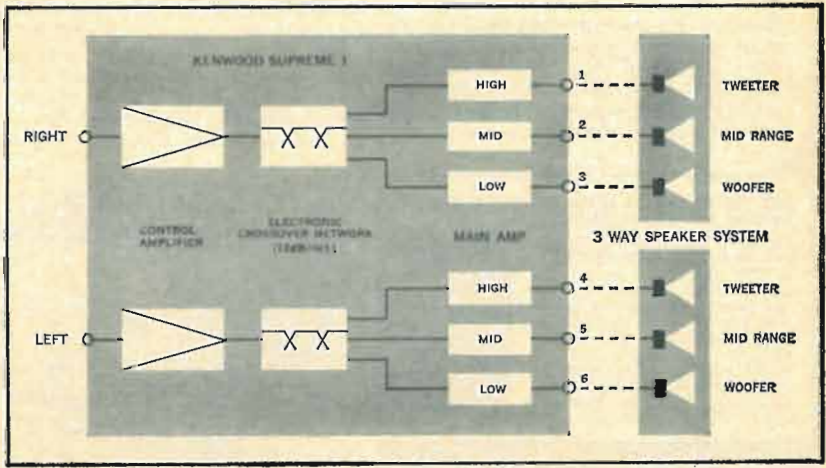 KENWOOD SUPREME 1
RIGHT
HIGH
MID
LOW
1
2
3
TWEETER
MID RANGE
WOOFER
CONTROL
AMPLIFIER
ELECTRONIC
CROSSOVER NETWORK
MAIN AMP
3 WAY SPEAKER SYSTEM
LEFT
HIGH
MID
LOW
4
5
6
TWEETER
MID RANGE
WOOFER